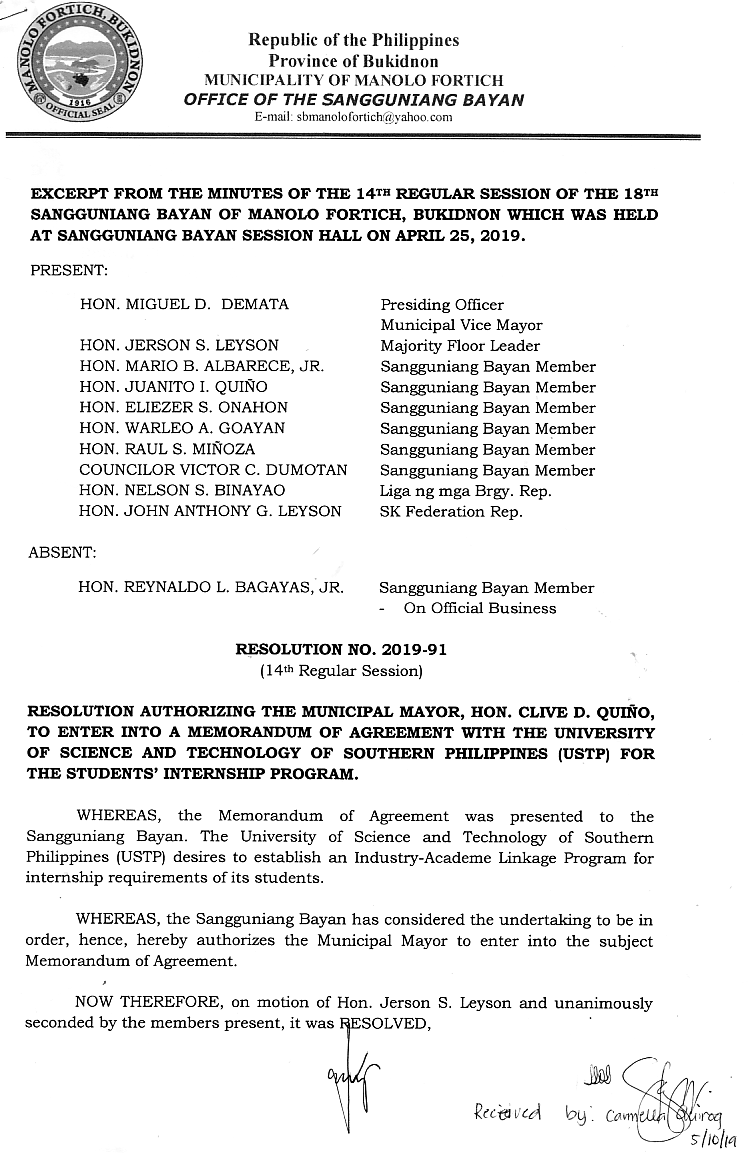 MANOLO FORTICH, BUKIDNON
1916
OFFICIAL SEAL
Republic of the Philippines
Province of Bukidnon
MUNICIPALITY OF MANOLO FORTICH
OFFICE OF THE SANGGUNIANG BAYAN
E-mail: sbmanolofortich@yahoo.com
EXCERPT FROM THE MINUTES OF THE 14TH REGULAR SESSION OF THE 18TH
SANGGUNIANG BAYAN OF MANOLO FORTICH, BUKIDNON WHICH WAS HELD
AT SANGGUNIANG BAYAN SESSION HALL ON APRIL 25, 2019.
PRESENT:
HON. MIGUEL D. DEMATA Presiding Officer
Municipal Vice Mayor
HON. JERSON S. LEYSON Majority Floor Leader
HON. MARIO B. ALBARECE, JR. Sangguniang Bayan Member
HON. JUANITO I. QUIÑO Sangguniang Bayan Member
HON. ELIEZER S. ONAHON Sangguniang Bayan Member
HON. WARLEO A. GOAYAN Sangguniang Bayan Member
HON. RAUL S. MIÑOZA Sangguniang Bayan Member
COUNCILOR VICTOR C. DUMOTAN Sangguniang Bayan Member
HON. NELSON S. BINAYAO Liga ng mga Brgy. Rep.
HON. JOHN ANTHONY G. LEYSON SK Federation Rep.
ABSENT:
HON. REYNALDO L. BAGAYAS, JR. Sangguniang Bayan Member
- On Official Business
RESOLUTION NO. 2019-91
(14th Regular Session)
RESOLUTION AUTHORIZING THE MUNICIPAL MAYOR, HON. CLIVE D. QUIÑO,
TO ENTER INTO A MEMORANDUM OF AGREEMENT WITH THE UNIVERSITY
OF SCIENCE AND TECHNOLOGY OF SOUTHERN PHILIPPINES (USTP) FOR
THE STUDENTS' INTERNSHIP PROGRAM.
WHEREAS, the Memorandum of Agreement was presented to the
Sangguniang Bayan. The University of Science and Technology of Southern
Philippines (USTP) desires to establish an Industry-Academe Linkage Program for
internship requirements of its students.
WHEREAS, the Sangguniang Bayan has considered the undertaking to be in
order, hence, hereby authorizes the Municipal Mayor to enter into the subject
Memorandum of Agreement.
NOW THEREFORE, on motion of Hon. Jerson S. Leyson and unanimously
seconded by the members present, it was RESOLVED,
Recieved by:
5/10/19